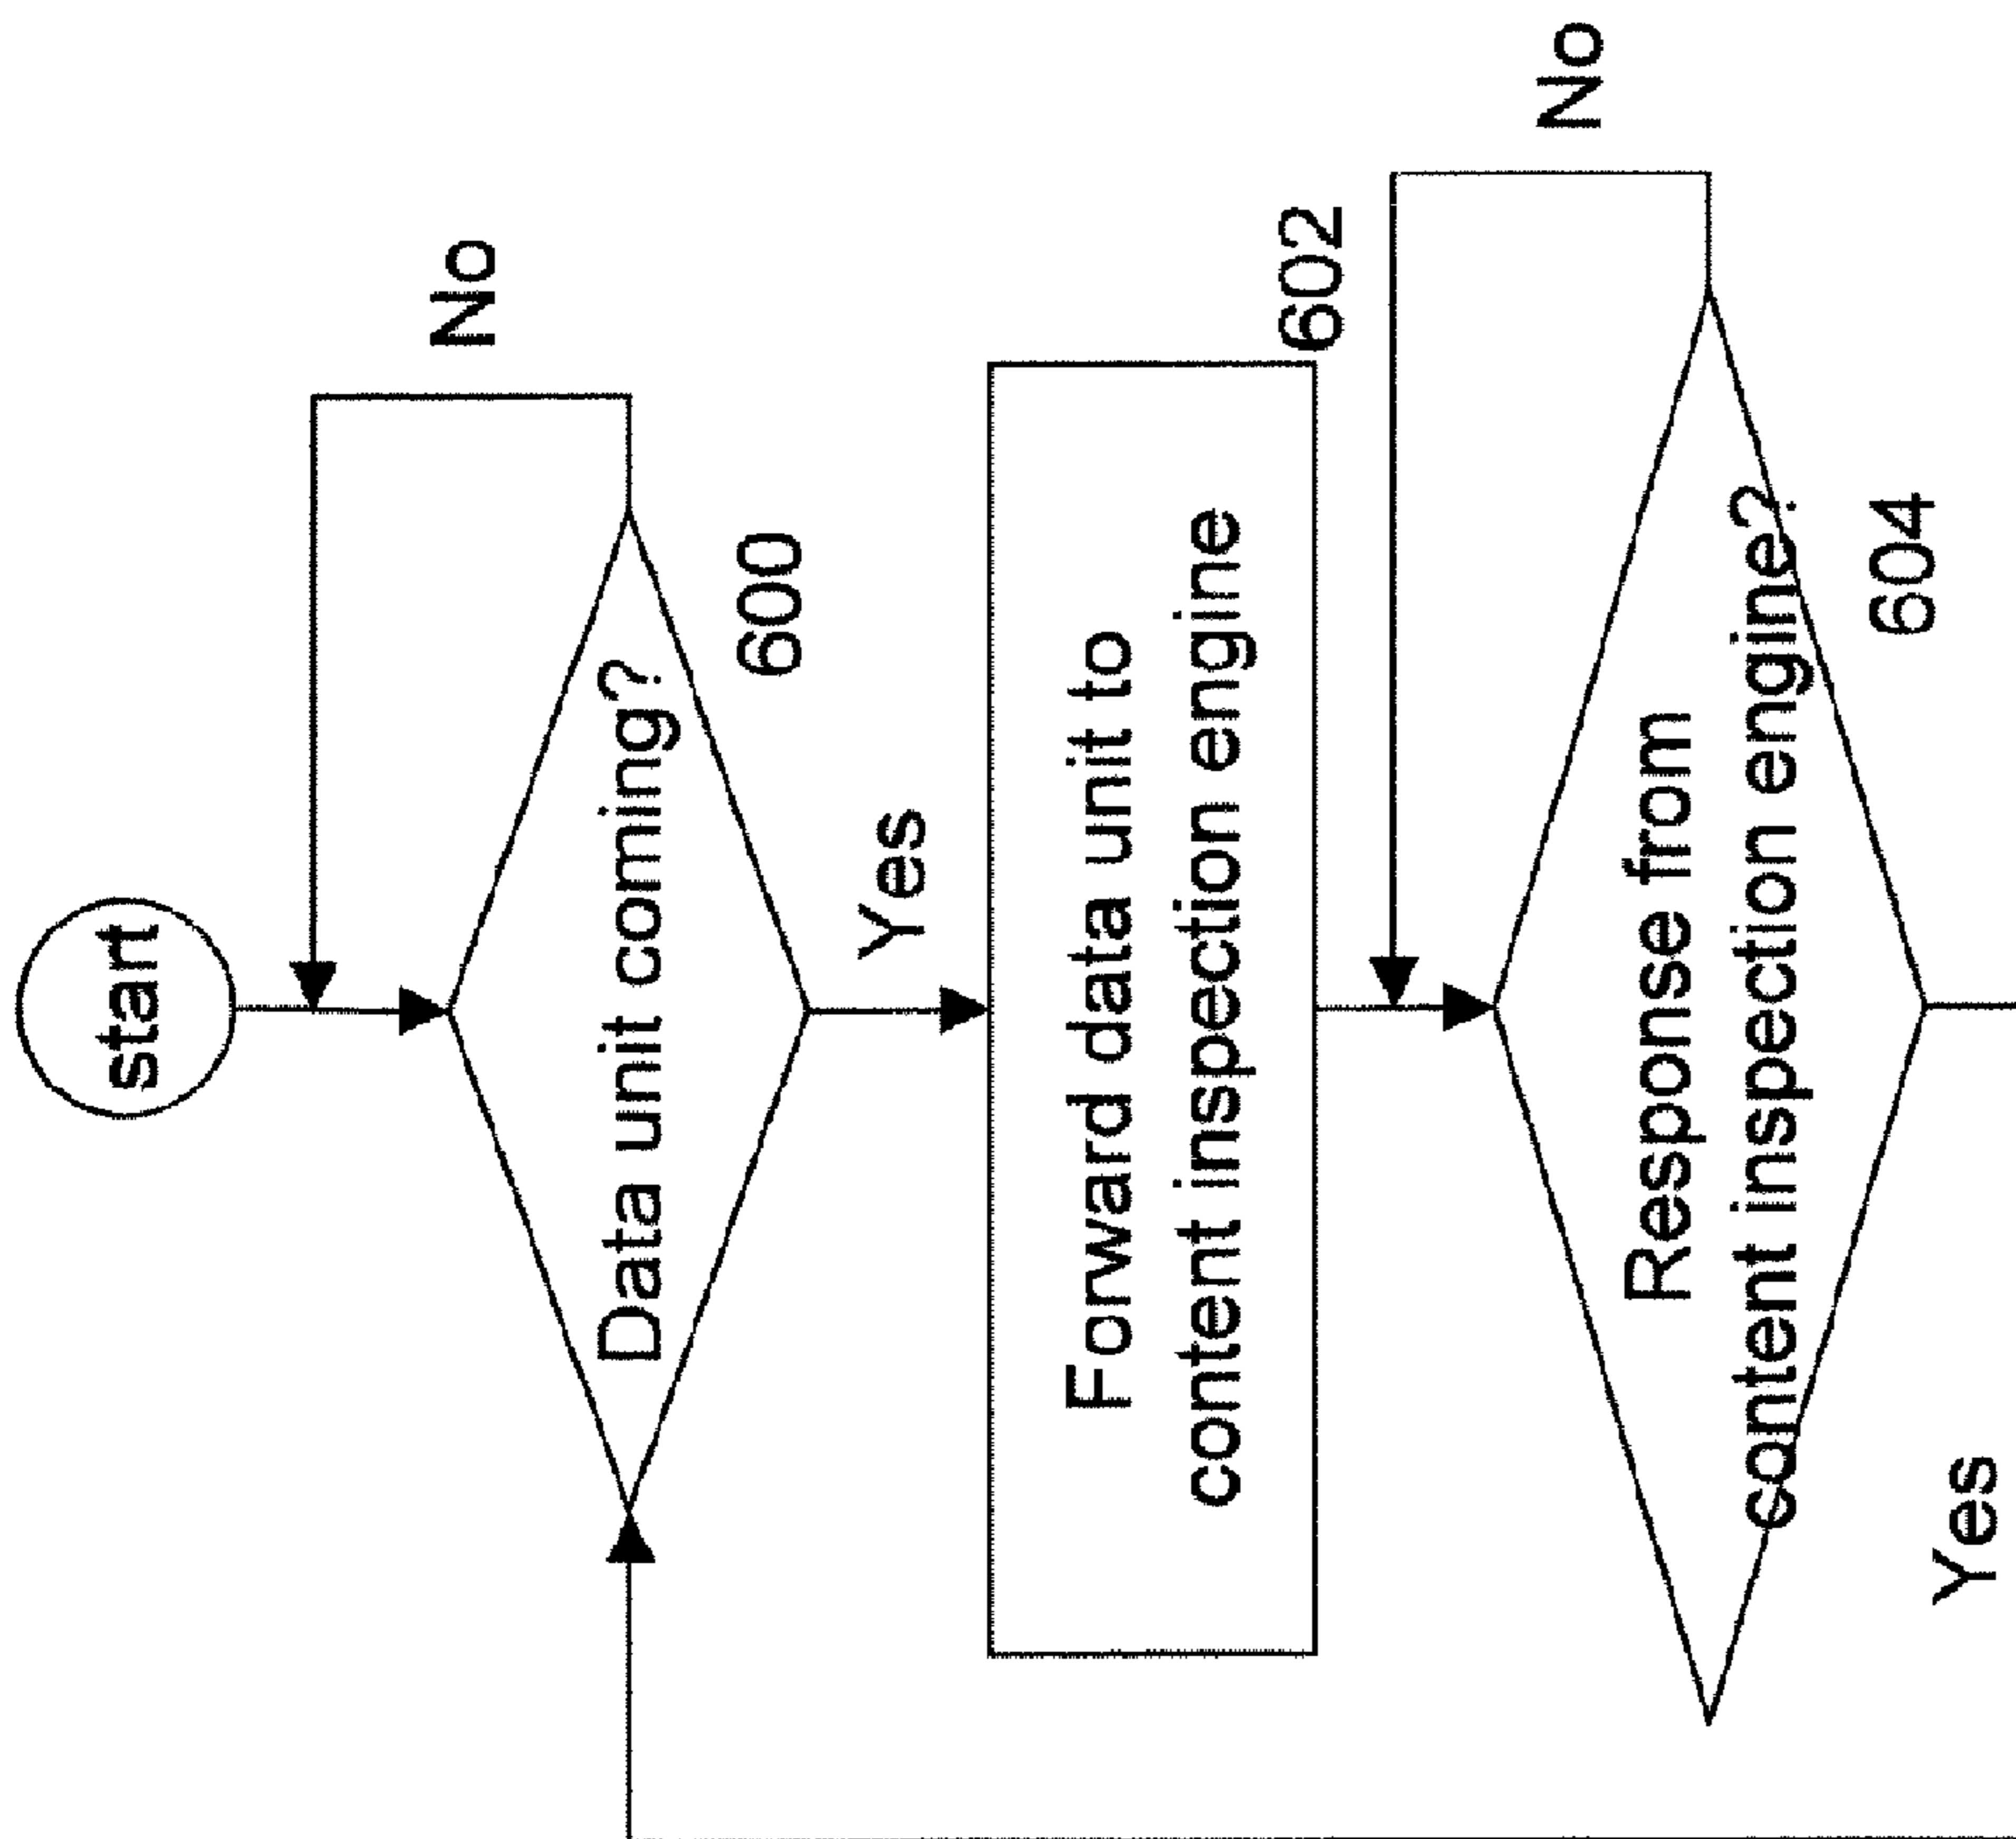 start
No
Data unit coming?
600
Yes
Forward data unit to
content inspection engine
602
No
Response from
content inspection engine?
604
Yes